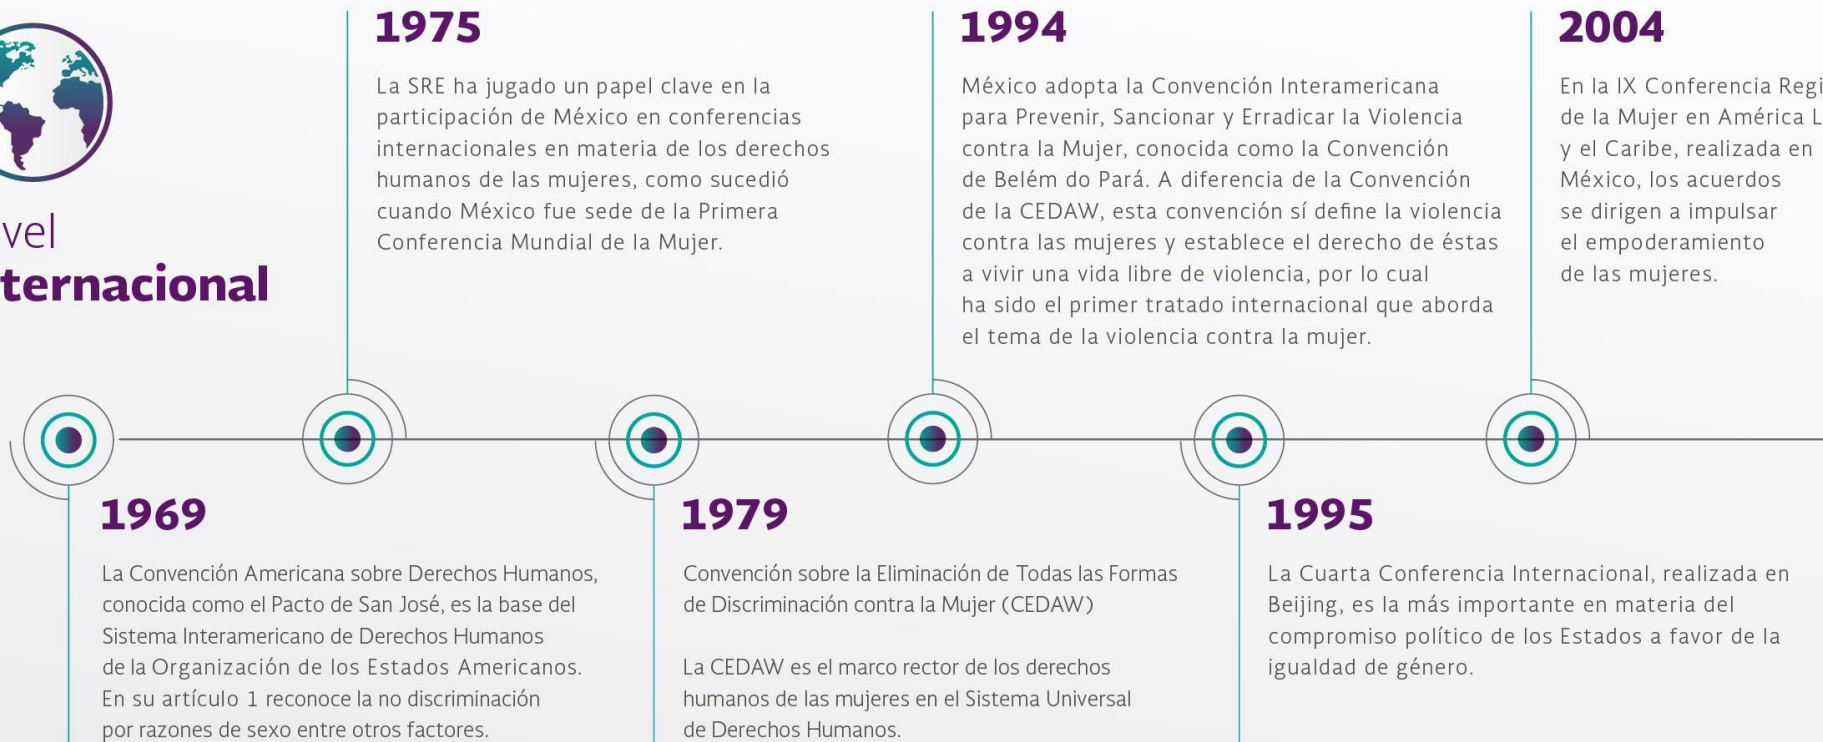 1975
La SRE ha jugado un papel clave en la
participación de México en conferencias
internacionales en materia de los derechos
humanos de las mujeres, como sucedió
cuando México fue sede de la Primera
Conferencia Mundial de la Mujer.
1994
México adopta la Convención Interamericana
para Prevenir, Sancionar y Erradicar la Violencia
contra la Mujer, conocida como la Convención
de Belém do Pará. A diferencia de la Convención
de la CEDAW, esta convención sí define la violencia
contra las mujeres y establece el derecho de éstas
a vivir una vida libre de violencia, por lo cual
ha sido el primer tratado internacional que aborda
el tema de la violencia contra la mujer.
2004
En la IX Conferencia Regi
de la Mujer en América L
y el Caribe, realizada en
México, los acuerdos
se dirigen a impulsar
el empoderamiento
de las mujeres.
vel
ternacional
1969
La Convención Americana sobre Derechos Humanos,
conocida como el Pacto de San José, es la base del
Sistema Interamericano de Derechos Humanos
de la Organización de los Estados Americanos.
En su artículo 1 reconoce la no discriminación
por razones de sexo entre otros factores.
1979
Convención sobre la Eliminación de Todas las Formas
de Discriminación contra la Mujer (CEDAW)
La CEDAW es el marco rector de los derechos
humanos de las mujeres en el Sistema Universal
de Derechos Humanos.
1995
La Cuarta Conferencia Internacional, realizada en
Beijing, es la más importante en materia del
compromiso político de los Estados a favor de la
igualdad de género.